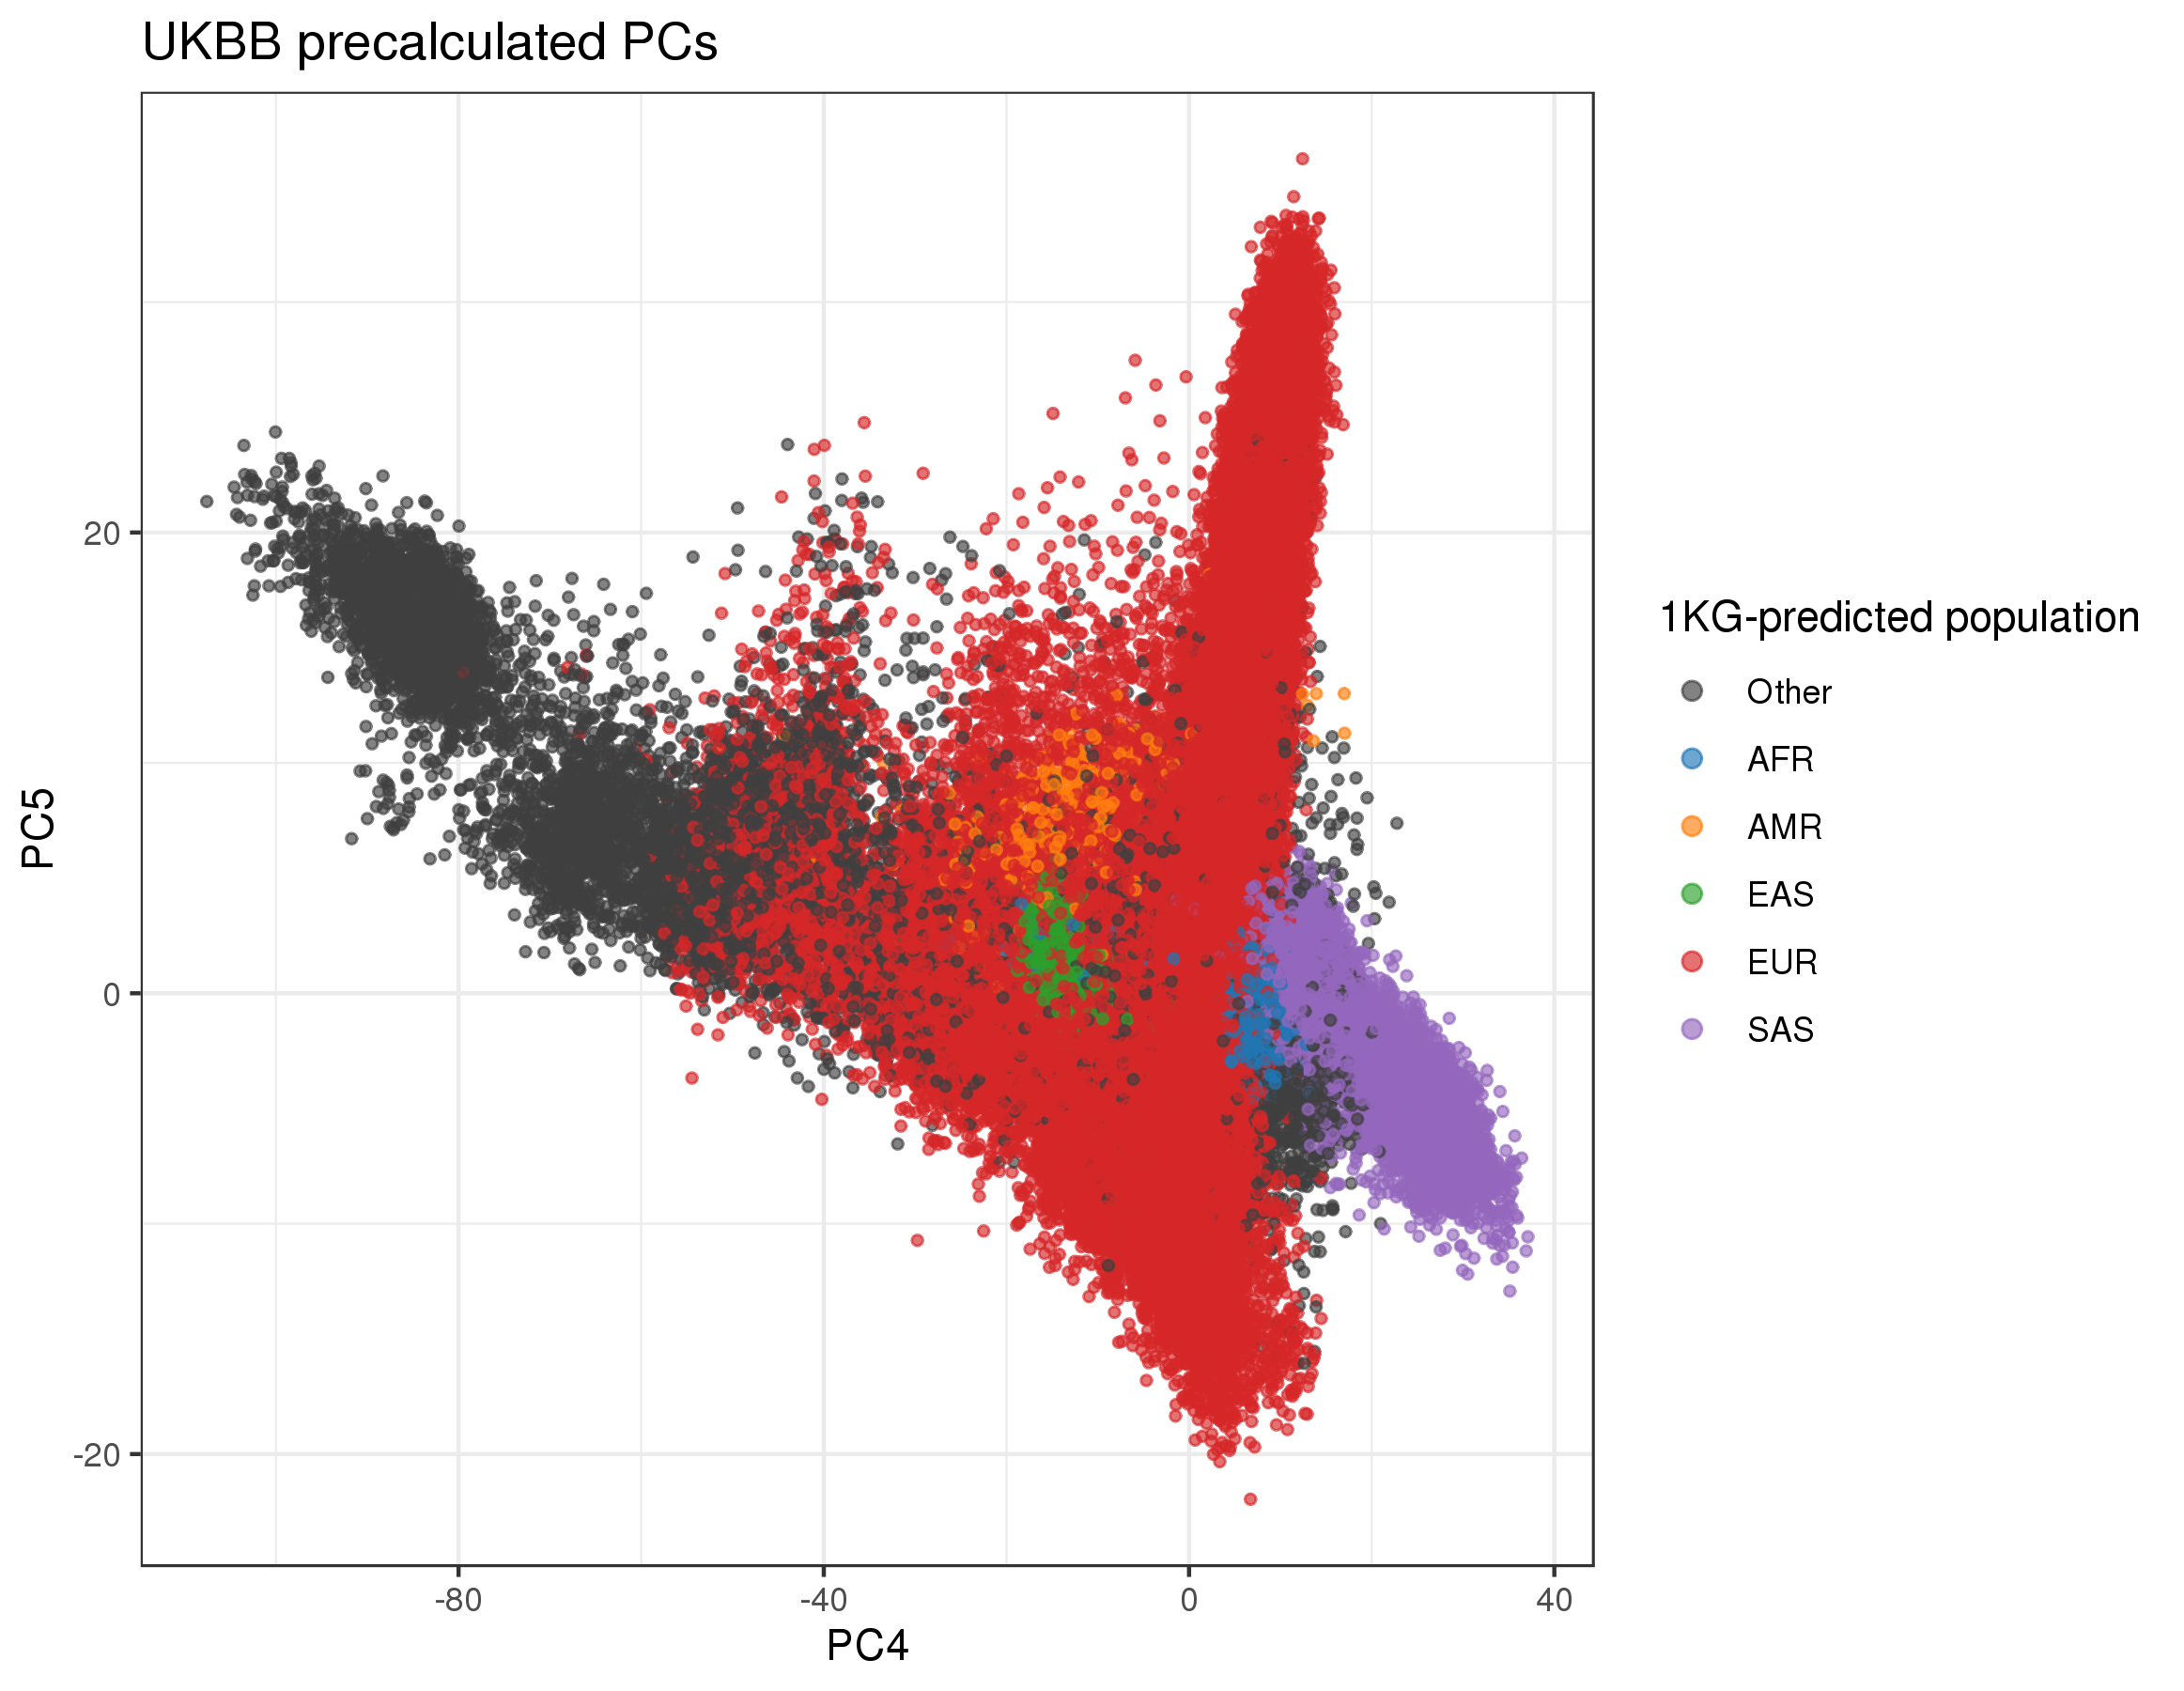 UKBB precalculated PCs
PC5
20
0
-20
-80
-40
0
40
PC4
1KG-predicted population
Other
AFR
AMR
EAS
EUR
SAS